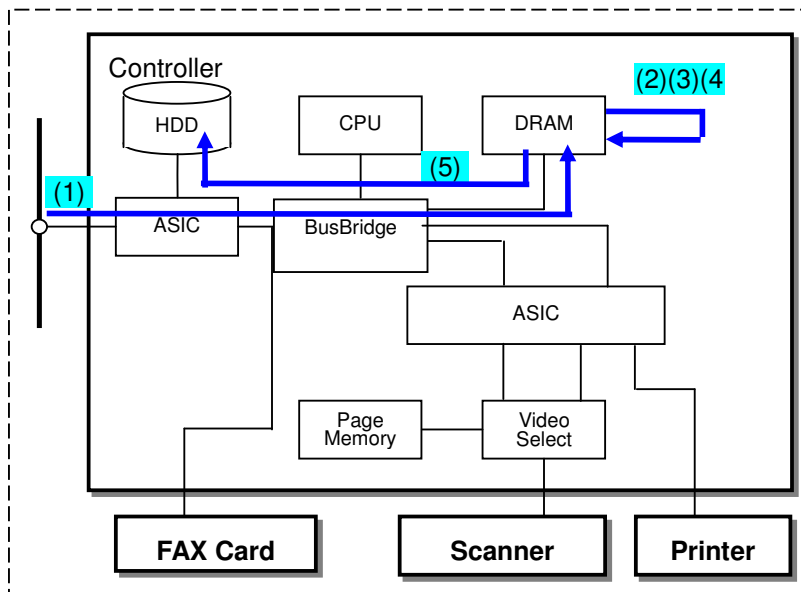 Controller
(2)(3)(4
HDD
CPU
DRAM
(5)
(1)
ASIC
BusBridge
ASIC
Page
Memory
Video
Select
FAX Card
Scanner
Printer